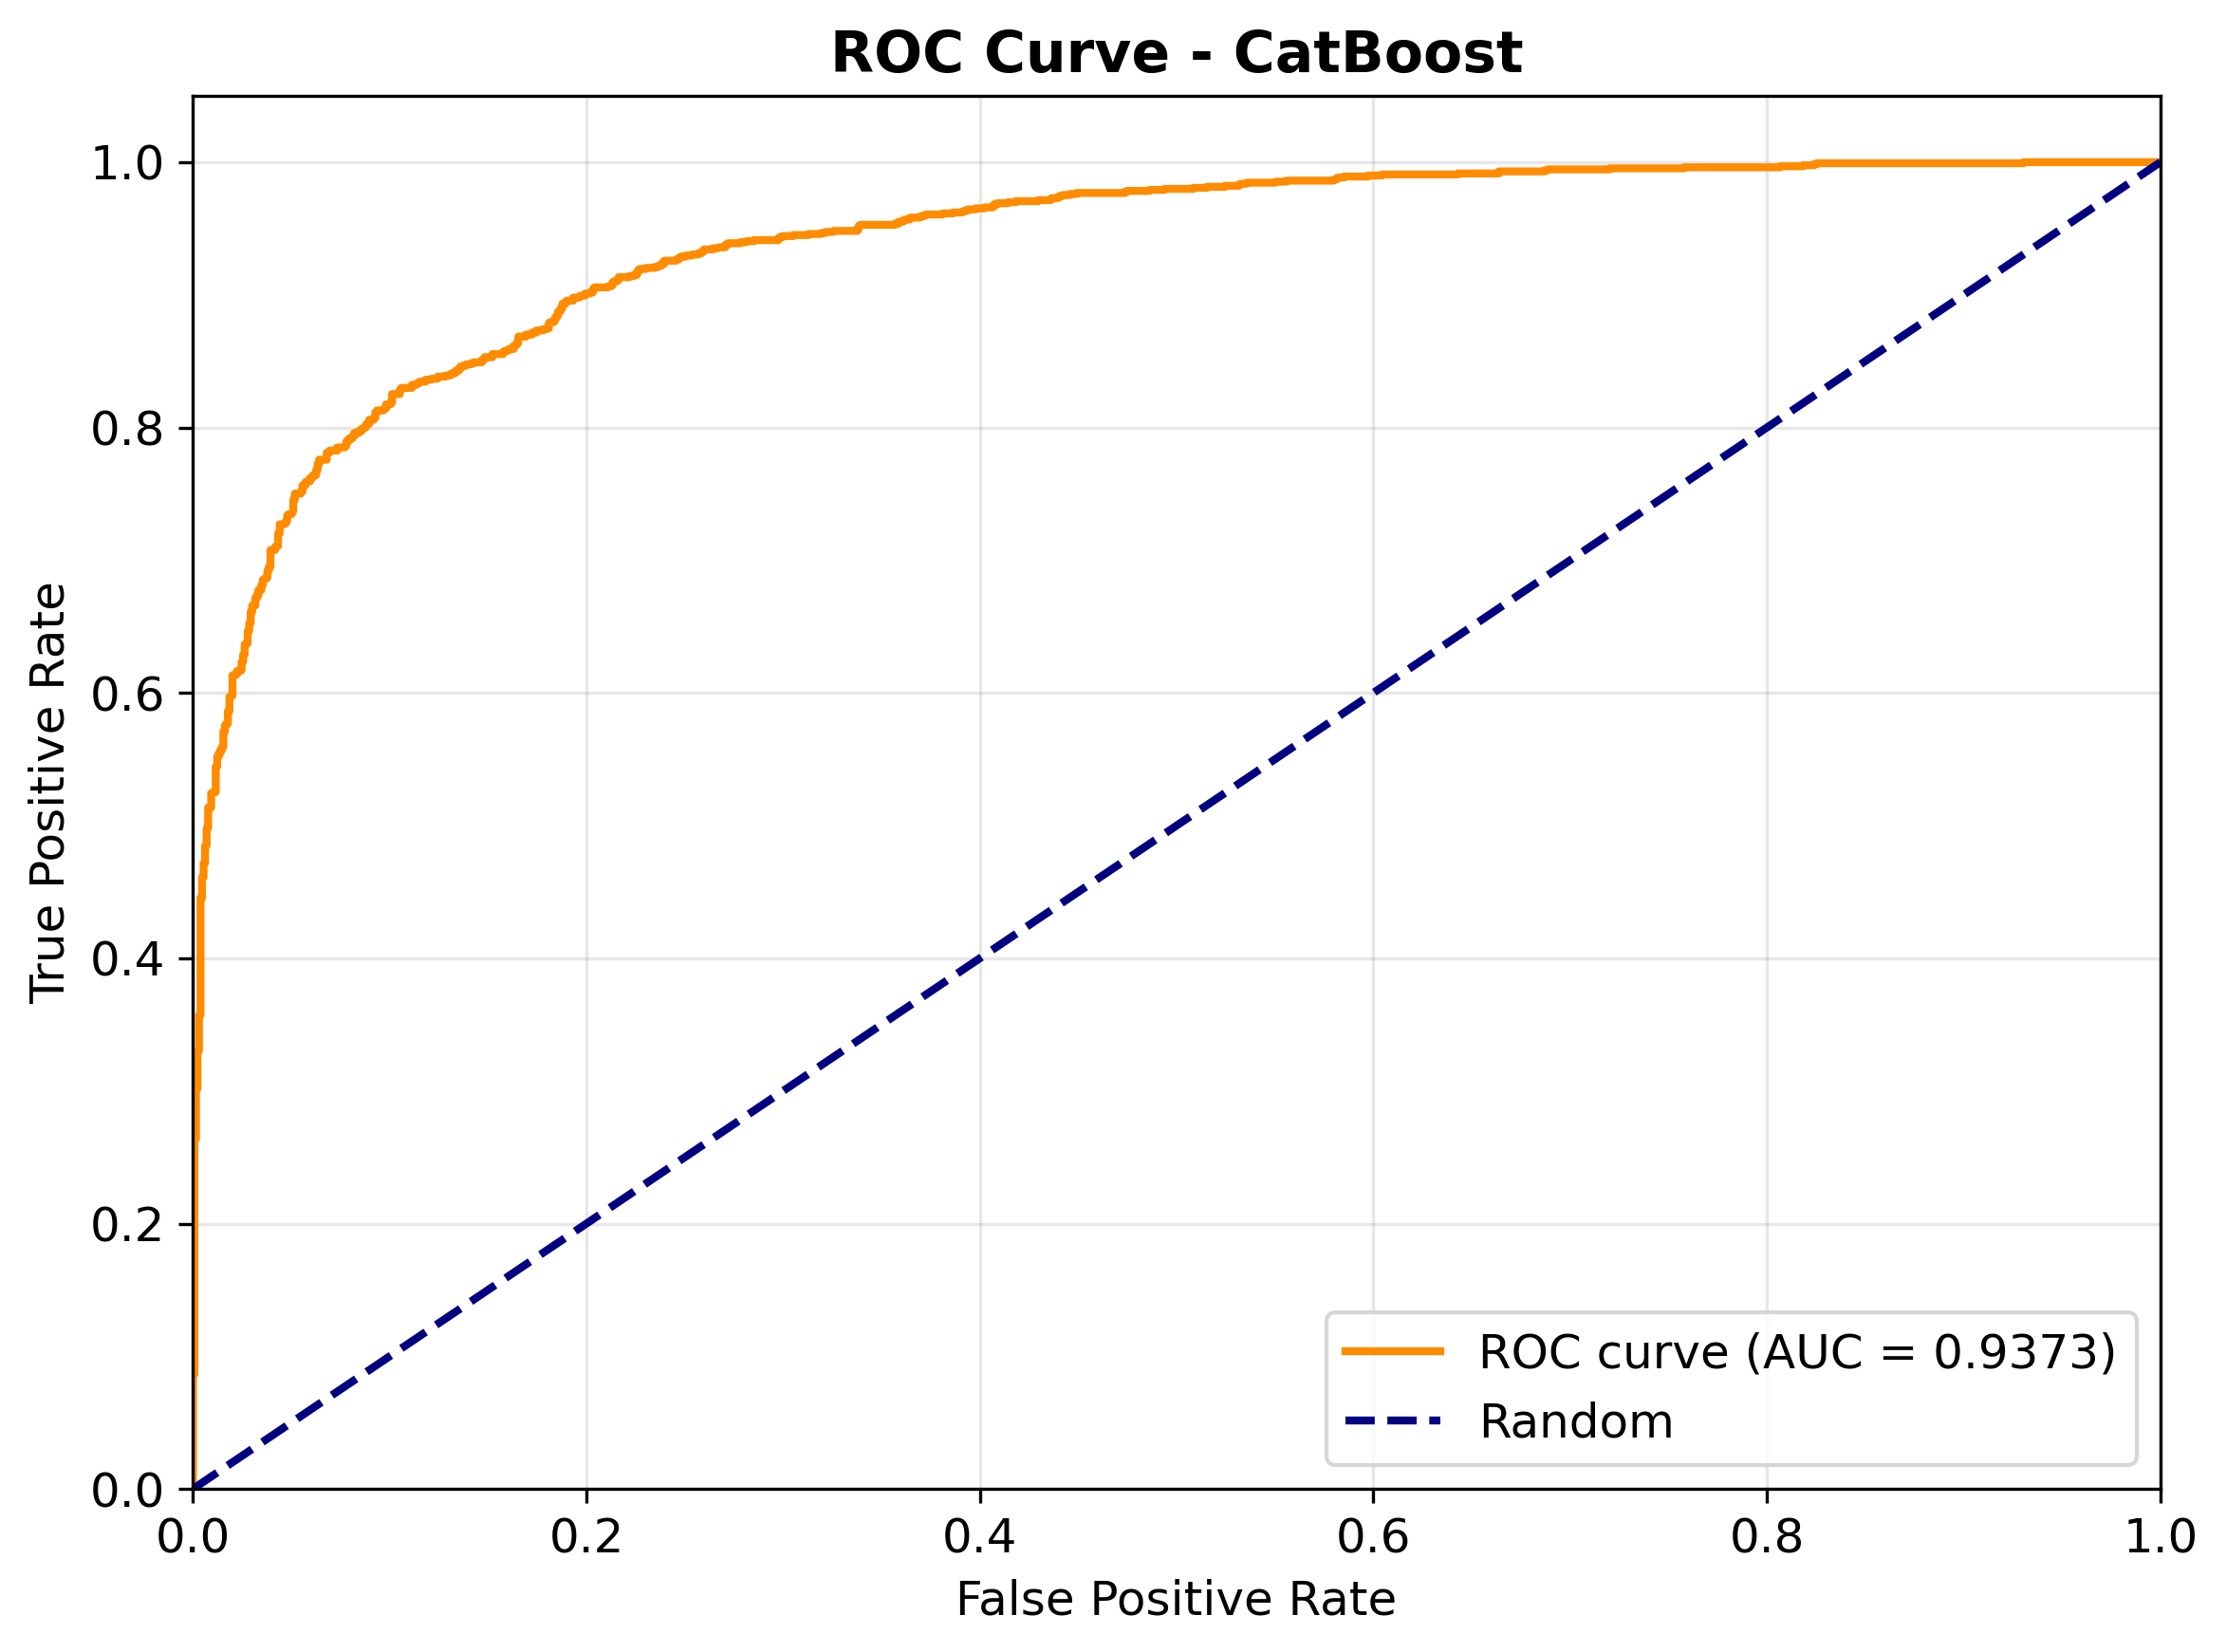 ROC Curve - CatBoost
True Positive Rate
1.0
0.8
0.6
0.4
0.2
0.0
0.0 0.2 0.4 0.6 0.8 1.0
False Positive Rate
ROC curve (AUC = 0.9373)
Random